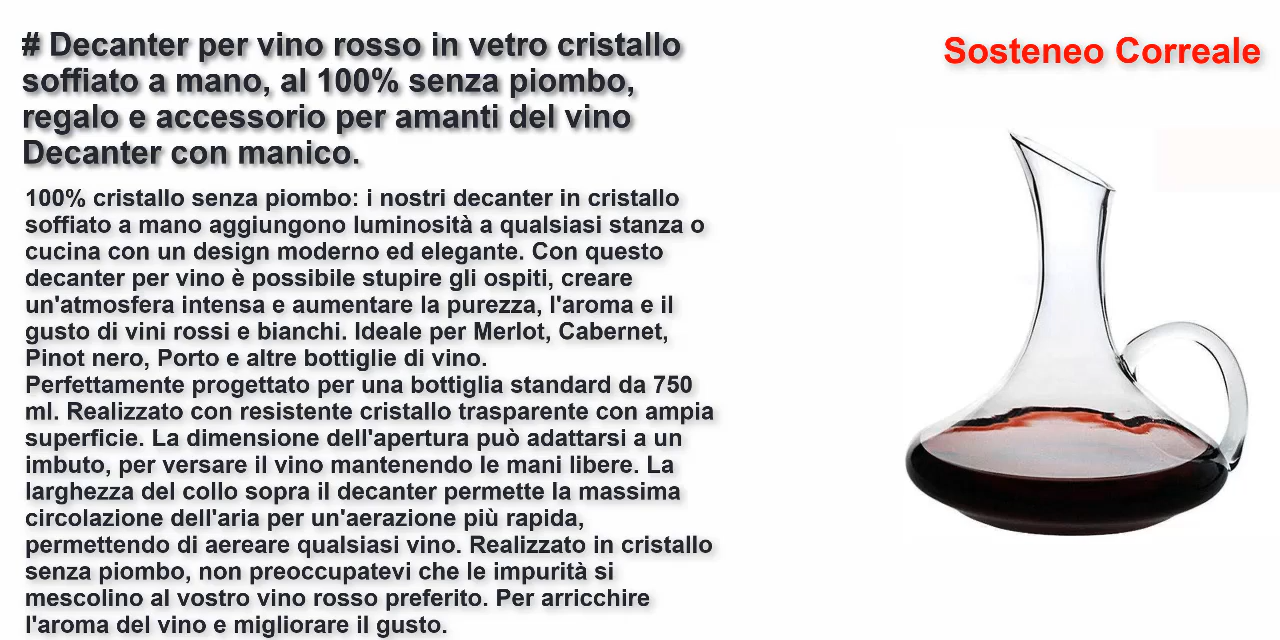 # Decanter per vino rosso in vetro cristallo
soffiato a mano, al 100% senza piombo,
regalo e accessorio per amanti del vino
Decanter con manico.
Sosteneo Correale
100% cristallo senza piombo: i nostri decanter in cristallo
soffiato a mano aggiungono luminosità a qualsiasi stanza o
cucina con un design moderno ed elegante. Con questo
decanter per vino è possibile stupire gli ospiti, creare
un'atmosfera intensa e aumentare la purezza, l'aroma e il
gusto di vini rossi e bianchi. Ideale per Merlot, Cabernet,
Pinot nero, Porto e altre bottiglie di vino.
Perfettamente progettato per una bottiglia standard da 750
ml. Realizzato con resistente cristallo trasparente con ampia
superficie. La dimensione dell'apertura può adattarsi a un
imbuto, per versare il vino mantenendo le mani libere. La
larghezza del collo sopra il decanter permette la massima
circolazione dell'aria per un'aerazione più rapida,
permettendo di aereare qualsiasi vino. Realizzato in cristallo
senza piombo, non preoccupatevi che le impurità si
mescolino al vostro vino rosso preferito. Per arricchire
l'aroma del vino e migliorare il gusto.